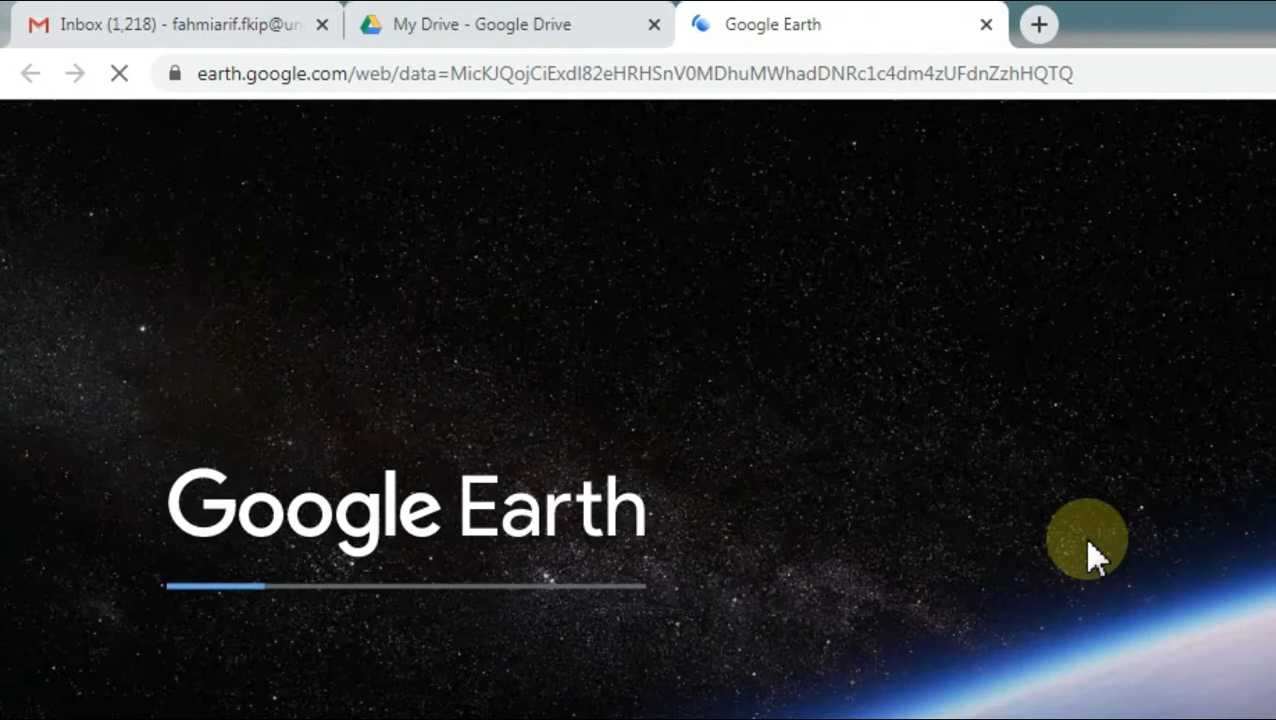 Inbox (1,218) - fahmiarif.fkip@un
My Drive - Google Drive
Google Earth
earth.google.com/web/data=MicKJQojCiExdl82eHRHSnV0MDhuMWhadDNRc1c4dm4zUFdnZzhHQTQ
Google Earth